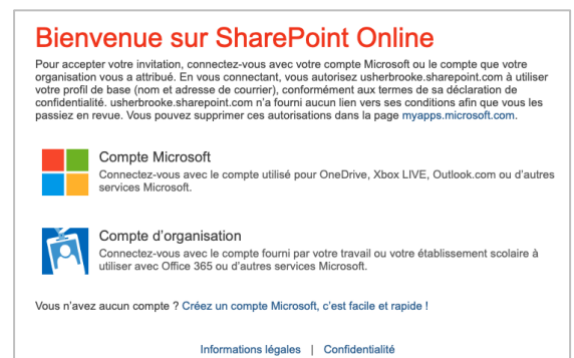 Bienvenue sur SharePoint Online
Pour accepter votre invitation, connectez-vous avec votre compte Microsoft ou le compte que votre
organisation vous a attribué. En vous connectant, vous autorisez usherbrooke.sharepoint.com à utiliser
votre profil de base (nom et adresse de courrier), conformément aux termes de sa déclaration de
confidentialité. usherbrooke.sharepoint.com n'a fourni aucun lien vers ses conditions afin que vous les
passiez en revue. Vous pouvez supprimer ces autorisations dans la page myapps.microsoft.com.
Compte Microsoft
Connectez-vous avec le compte utilisé pour OneDrive, Xbox LIVE, Outlook.com ou d'autres
services Microsoft.
Compte d'organisation
Connectez-vous avec le compte fourni par votre travail ou votre établissement scolaire à
utiliser avec Office 365 ou d'autres services Microsoft.
Vous n'avez aucun compte ? Créez un compte Microsoft, c'est facile et rapide !
Informations légales | Confidentialité